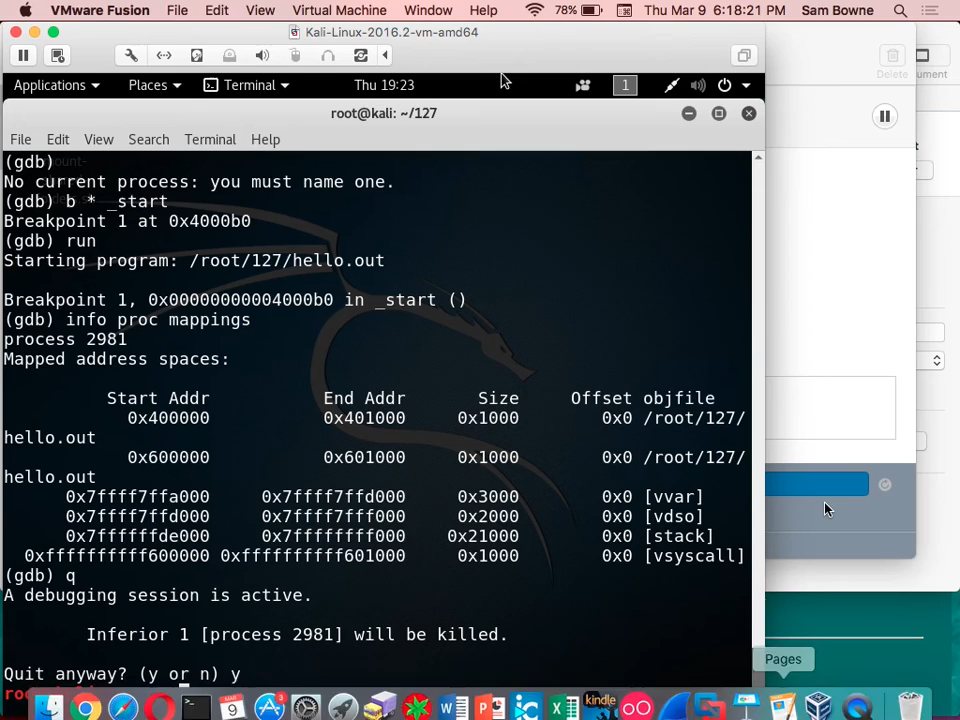 VMware Fusion File Edit View Virtual Machine Window Help 78% Thu Mar 9 6:18:21 PM Sam Bowne
Kali-Linux-2016.2-vm-amd64
Delete
Applications Places Terminal Thu 19:23 1
root@kali: ~/127
File Edit View Search Terminal Help
(gdb)
No current process: you must name one.
(gdb) b * _start
Breakpoint 1 at 0x4000b0
(gdb) run
Starting program: /root/127/hello.out
Breakpoint 1, 0x00000000004000b0 in _start ()
(gdb) info proc mappings
process 2981
Mapped address spaces:
Start Addr End Addr Size Offset objfile
0x400000 0x401000 0x1000 0x0 /root/127/
hello.out
0x600000 0x601000 0x1000 0x0 /root/127/
hello.out
0x7ffff7ffa000 0x7ffff7ffd000 0x3000 0x0 [vvar]
0x7ffff7ffd000 0x7ffff7fff000 0x2000 0x0 [vdso]
0x7ffffffde000 0x7ffffffff000 0x21000 0x0 [stack]
0xffffffffff600000 0xffffffffff601000 0x1000 0x0 [vsyscall]
(gdb) q
A debugging session is active.
Inferior 1 [process 2981] will be killed.
Quit anyway? (y or n) y
Pages
9
3
kindle